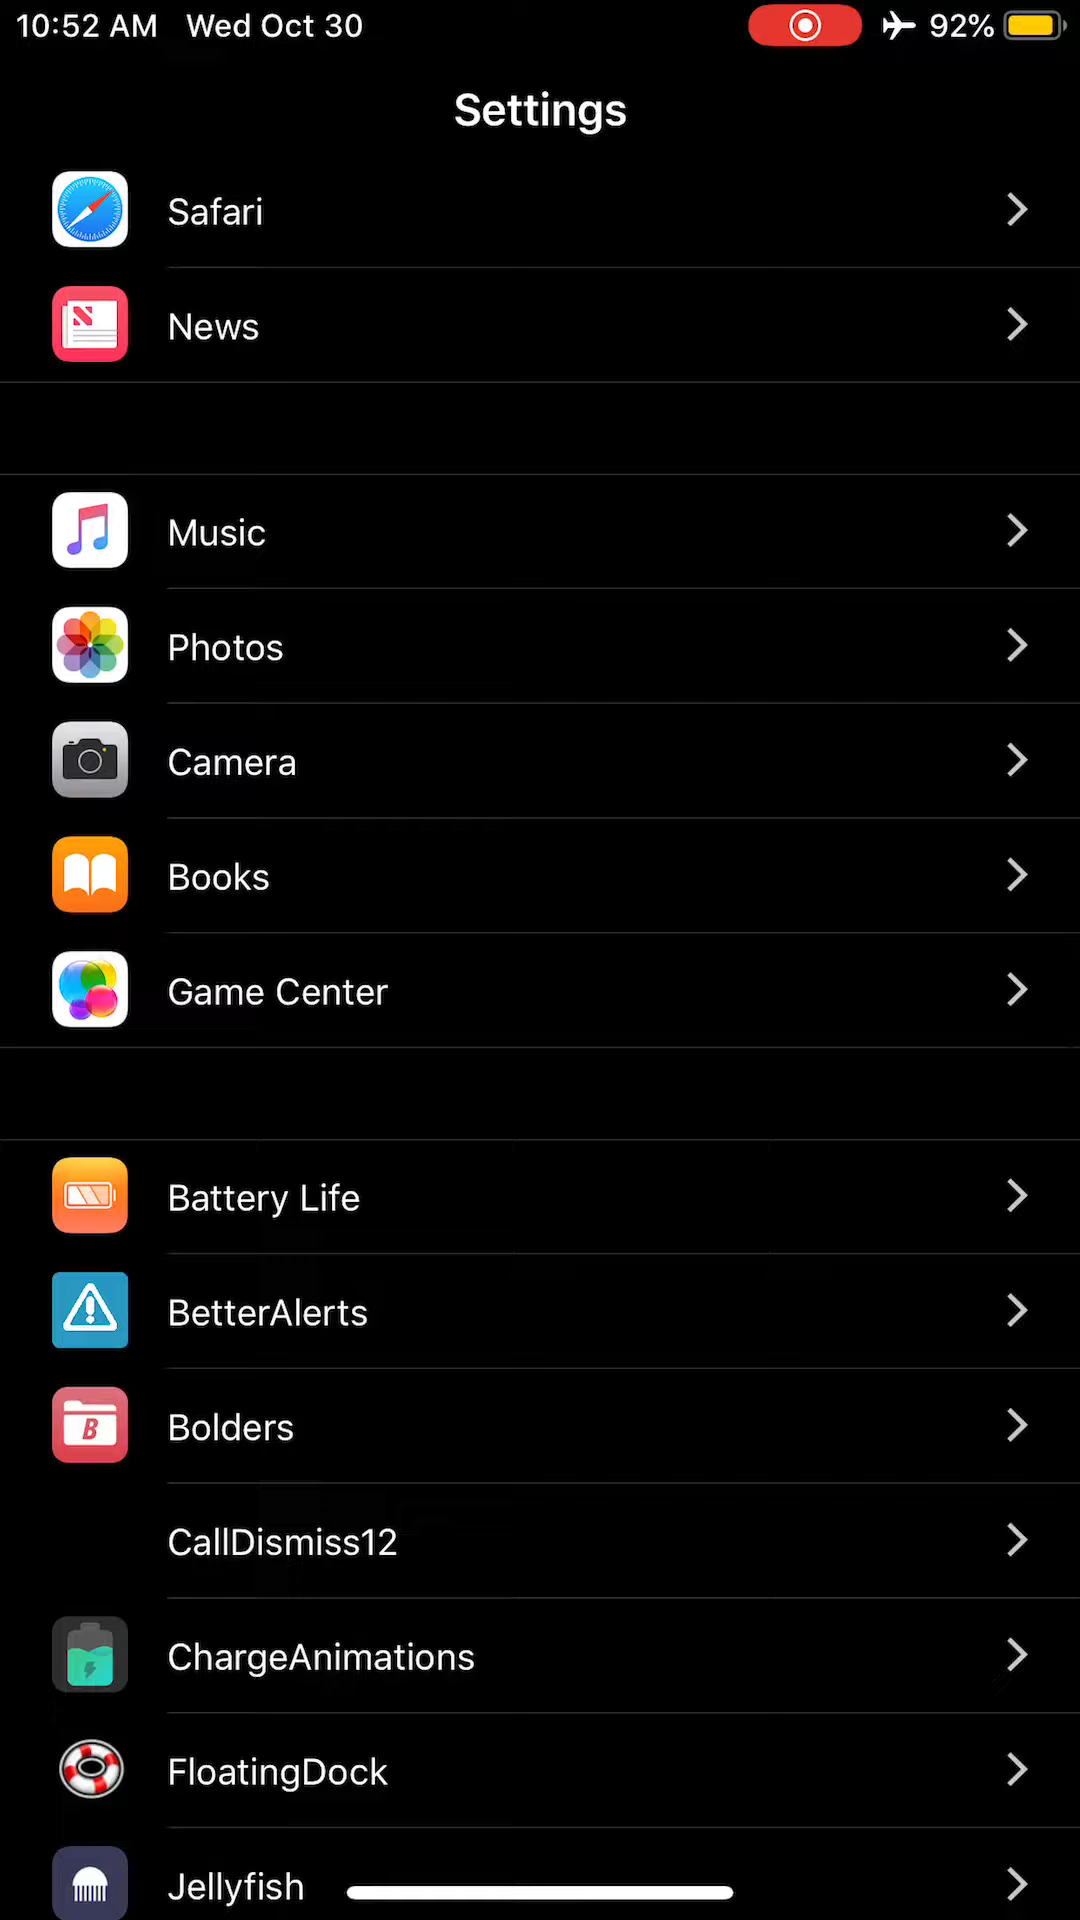 10:52 AM Wed Oct 30 92%
Settings
Safari
News
Music
Photos
Camera
Books
Game Center
Battery Life
BetterAlerts
Bolders
B
CallDismiss12
ChargeAnimations
FloatingDock
Jellyfish